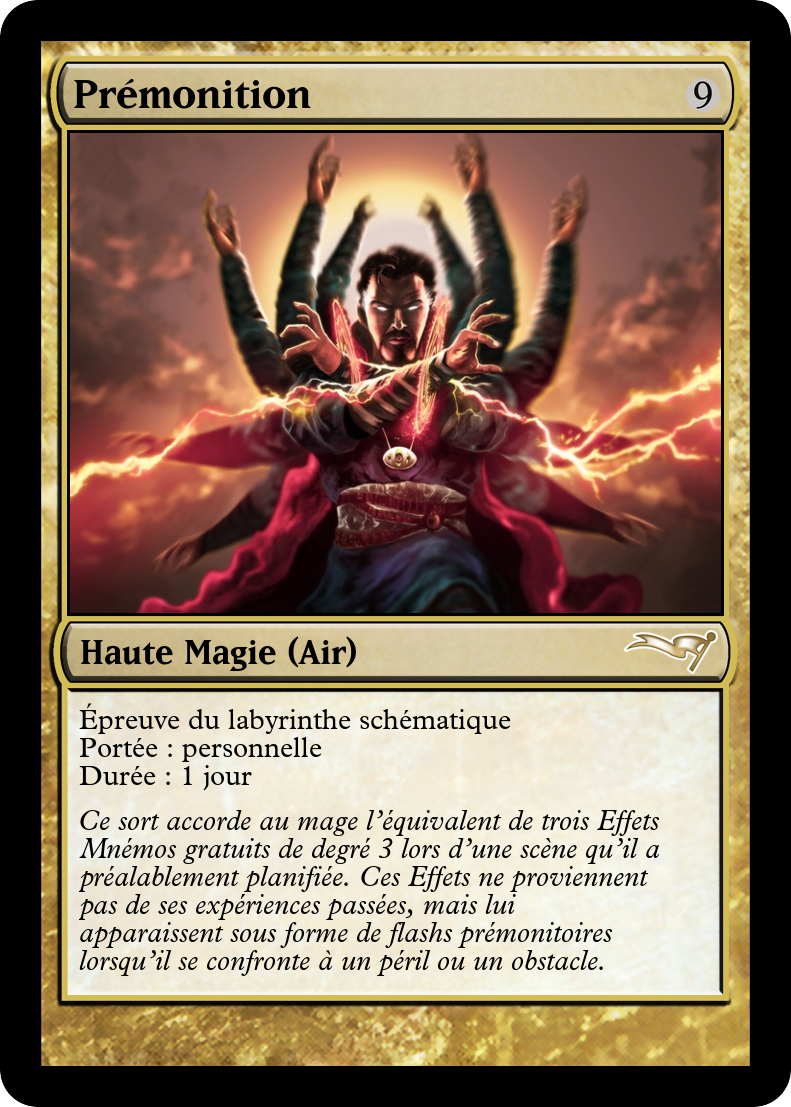 Prémonition
9
Haute Magie (Air)
Épreuve du labyrinthe schématique
Portée : personnelle
Durée : 1 jour
Ce sort accorde au mage l’équivalent de trois Effets
Mnémos gratuits de degré 3 lors d’une scène qu’il a
préalablement planifiée. Ces Effets ne proviennent
pas de ses expériences passées, mais lui
apparaissent sous forme de flashs prémonitoires
lorsqu’il se confronte à un péril ou un obstacle.